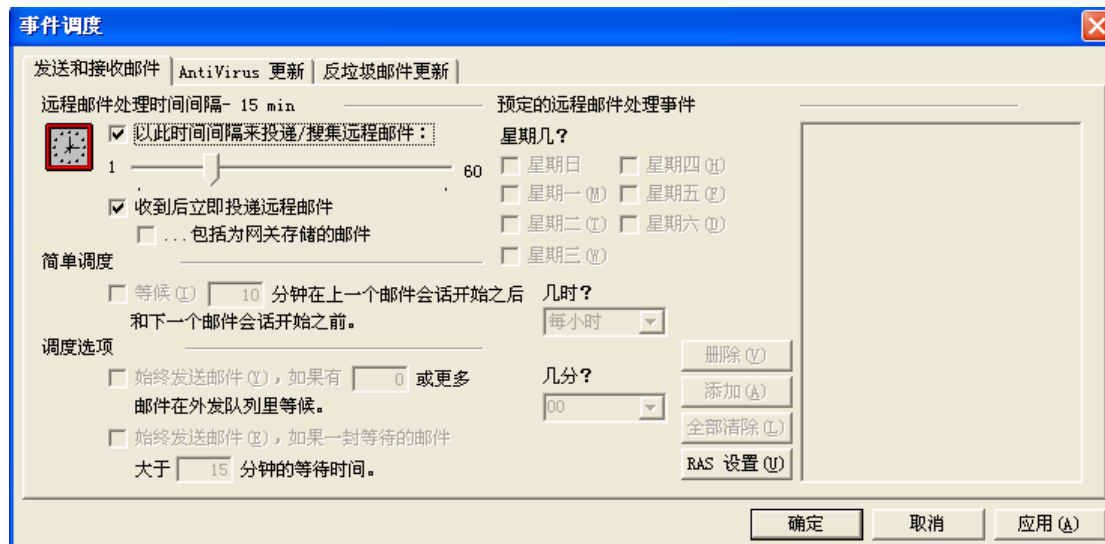 事件调度
发送和接收邮件 AntiVirus 更新 反垃圾邮件更新
远程邮件处理时间间隔- 15 min
以此时间间隔来投递/搜集远程邮件：
1 60
收到后立即投递远程邮件
...包括为网关存储的邮件
简单调度
等候(I) 10 分钟在上一个邮件会话开始之后
和下一个邮件会话开始之前。
调度选项
始终发送邮件(Y)，如果有 0 或更多
邮件在外发队列里等候。
始终发送邮件(E)，如果一封等待的邮件
大于 15 分钟的等待时间。
预定的远程邮件处理事件
星期几？
星期日 星期四(H)
星期一(M) 星期五(F)
星期二(T) 星期六(D)
星期三(W)
几时？
每小时
几分？
00
册除(V)
添加(A)
全部清除(L)
RAS 设置(U)
确定 取消 应用(A)